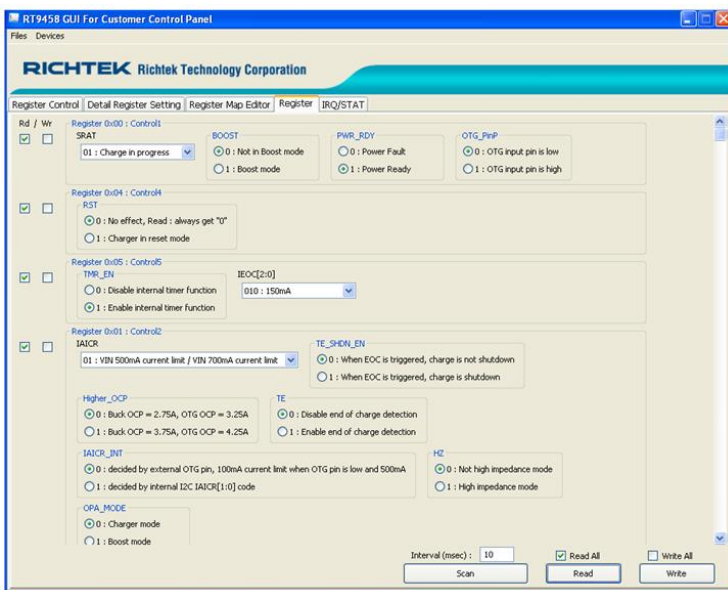 RT9458 GUI For Customer Control Panel
Files Devices
RICHTEK Richtek Technology Corporation
Register Control Detail Register Setting Register Map Editor Register IRQ/STAT
Rd / Wr
Register 0x00 : Control1
SRAT BOOST PWR_RDY OTG_PinP
01 : Charge in progress 0 : Not in Boost mode 0 : Power Fault 0 : OTG input pin is low
1 : Boost mode 1 : Power Ready 1 : OTG input pin is high
Register 0x04 : Control4
RST
0 : No effect, Read : always get "0"
1 : Charger in reset mode
Register 0x05 : Control5
TMR_EN IEOC[2:0]
0 : Disable internal timer function 010 : 150mA
1 : Enable internal timer function
Register 0x01 : Control2
IAICR TE_SHDN_EN
01 : VIN 500mA current limit / VIN 700mA current limit 0 : When EOC is triggered, charge is not shutdown
1 : When EOC is triggered, charge is shutdown
Higher_OCP TE
0 : Buck OCP = 2.75A, OTG OCP = 3.25A 0 : Disable end of charge detection
1 : Buck OCP = 3.75A, OTG OCP = 4.25A 1 : Enable end of charge detection
IAICR_INT HZ
0 : decided by external OTG pin, 100mA current limit when OTG pin is low and 500mA 0 : Not high impedance mode
1 : decided by internal I2C IAICR[1:0] code 1 : High impedance mode
OPA_MODE
0 : Charger mode
1 : Boost mode
Interval (msec) : 10 Read All Write All
Scan Read Write